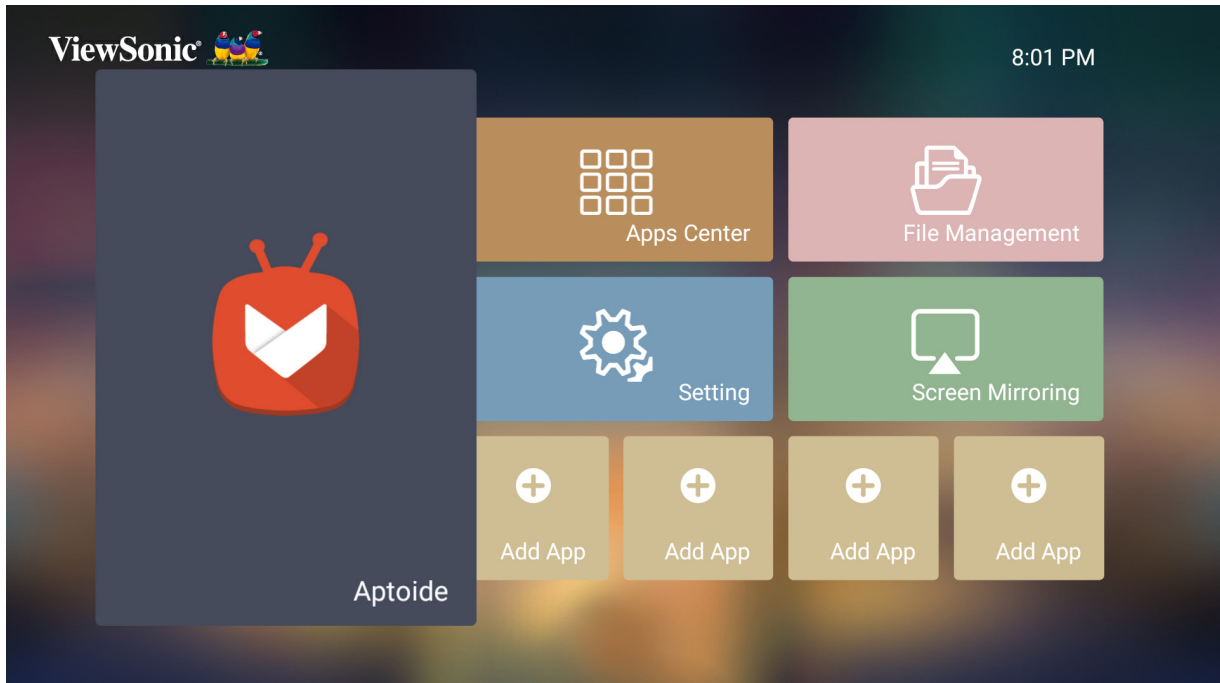 ViewSonic®
8:01 PM
Apps Center
File Management
Setting
Screen Mirroring
Add App
Add App
Add App
Add App
Aptoide